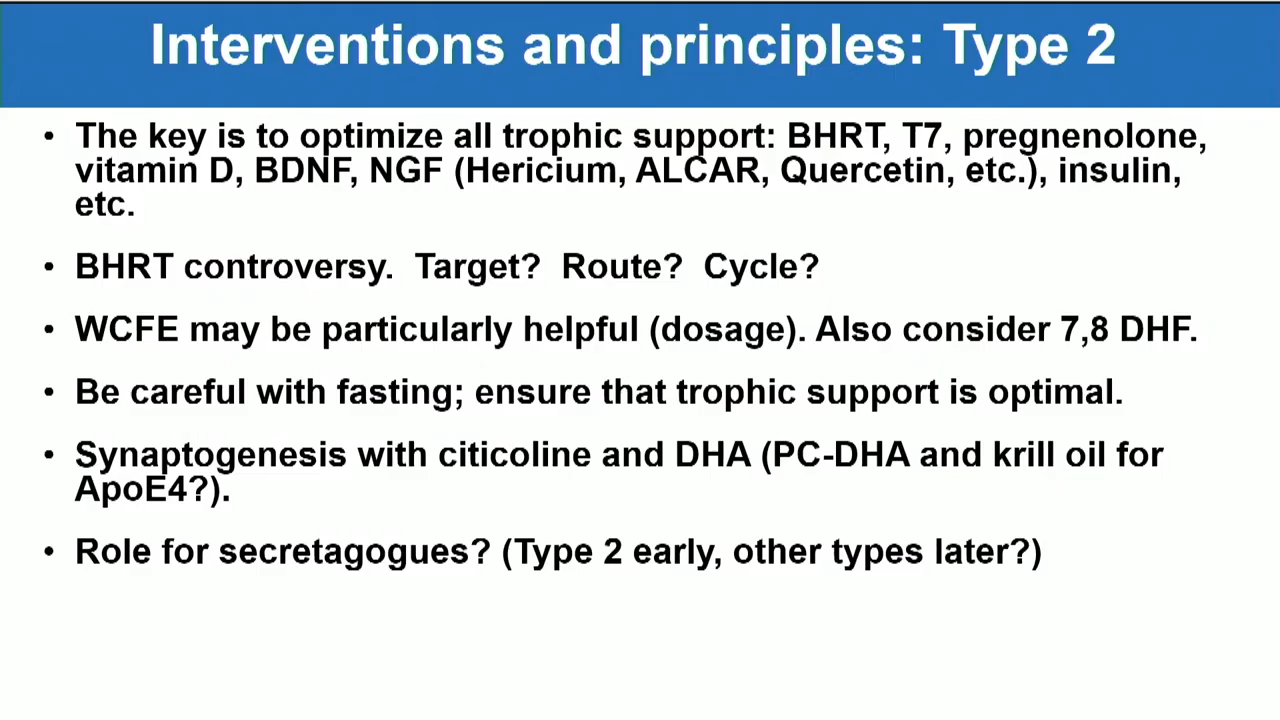 Interventions and principles: Type 2
• The key is to optimize all trophic support: BHRT, T7, pregnenolone,
vitamin D, BDNF, NGF (Hericium, ALCAR, Quercetin, etc.), insulin,
etc.
• BHRT controversy.  Target?  Route?  Cycle?
• WCFE may be particularly helpful (dosage). Also consider 7,8 DHF.
• Be careful with fasting; ensure that trophic support is optimal.
• Synaptogenesis with citicoline and DHA (PC-DHA and krill oil for
ApoE4?).
• Role for secretagogues? (Type 2 early, other types later?)